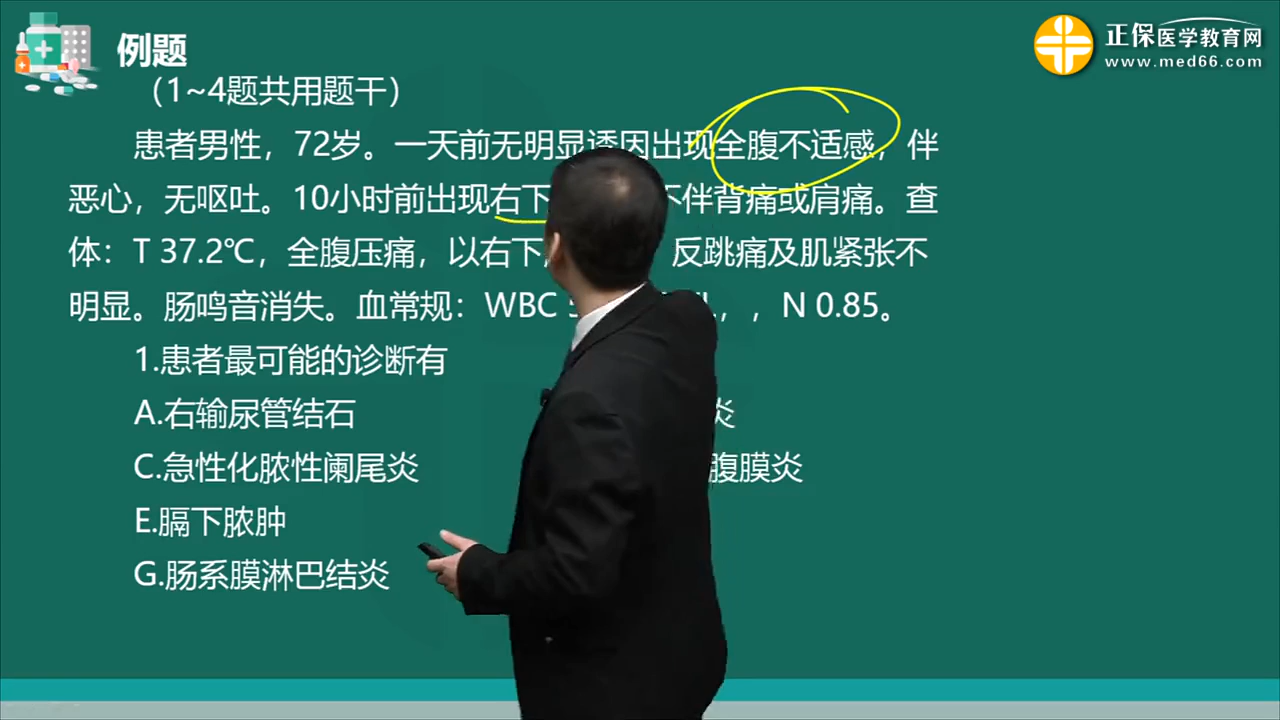 例题
正保医学教育网
www.med66.com
（1~4题共用题干）
患者男性，72岁。一天前无明显诱因出现全腹不适感，伴
恶心，无呕吐。10小时前出现右下 不伴背痛或肩痛。查
体：T 37.2℃，全腹压痛，以右下 反跳痛及肌紧张不
明显。肠鸣音消失。血常规：WBC ，，N 0.85。
1.患者最可能的诊断有
A.右输尿管结石 炎
C.急性化脓性阑尾炎 腹膜炎
E.膈下脓肿
G.肠系膜淋巴结炎